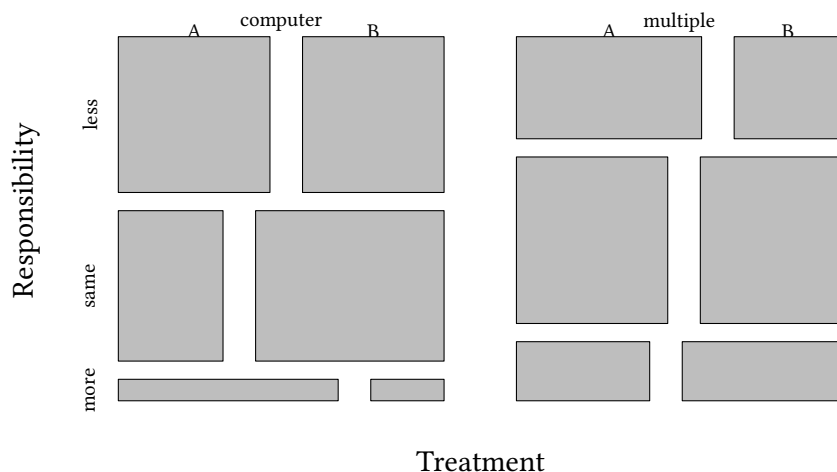 computer
multiple
A
B
A
B
less
same
more
Responsibility
Treatment